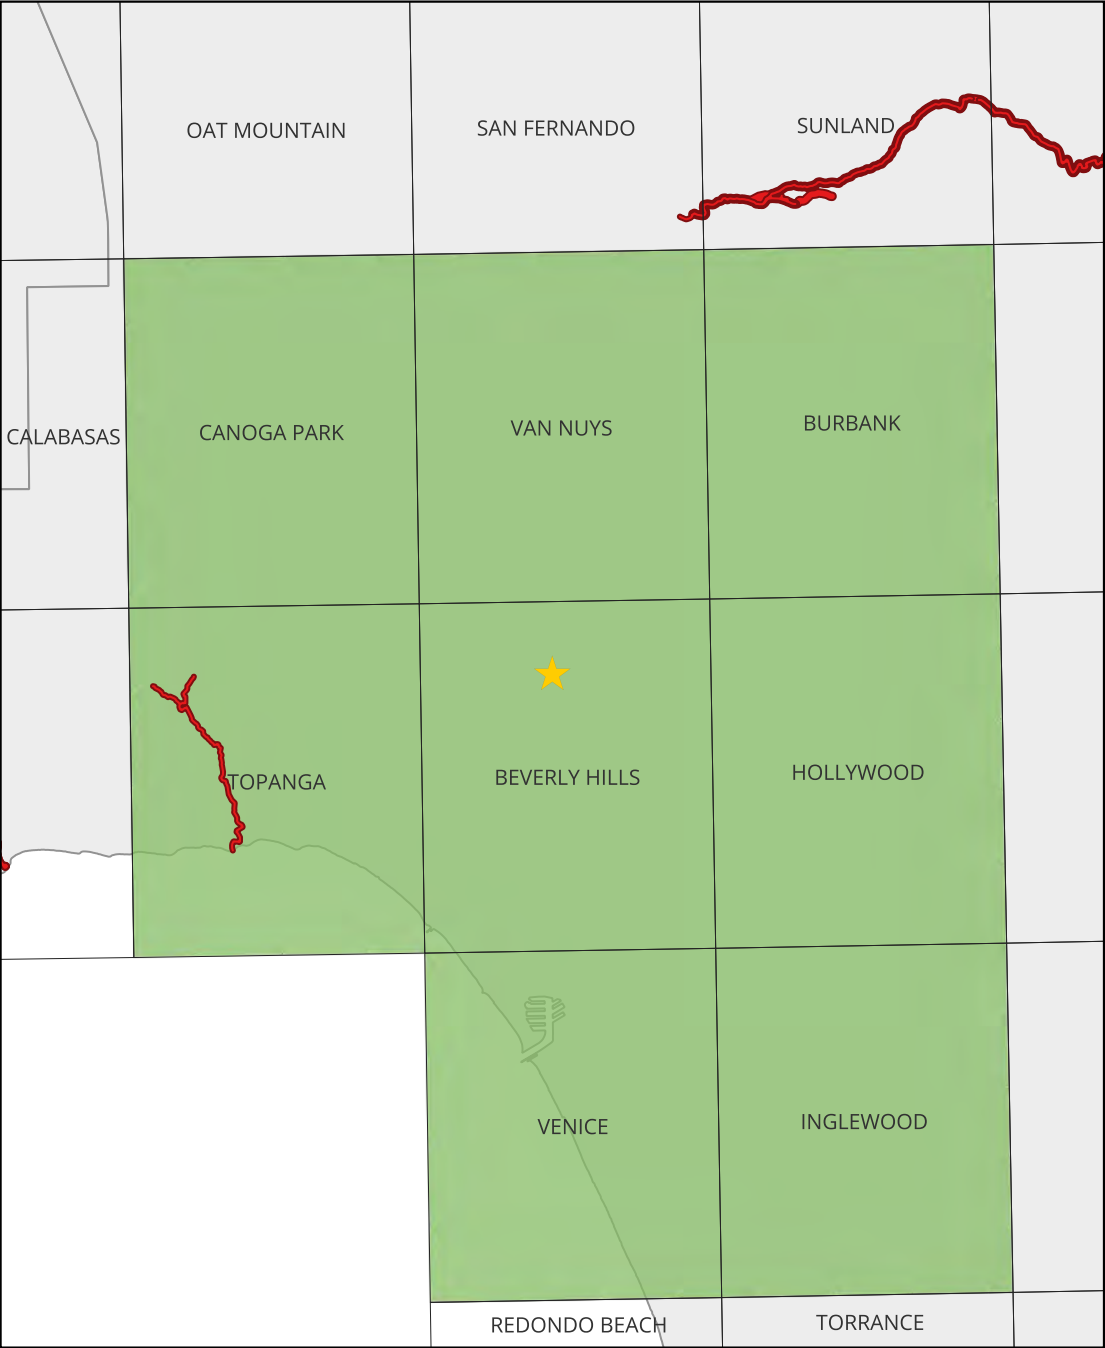 OAT MOUNTAIN
SAN FERNANDO
SUNLAND
CALABASAS
CANOGA PARK
VAN NUYS
BURBANK
TOPANGA
BEVERLY HILLS
HOLLYWOOD
VENICE
INGLEWOOD
REDONDO BEACH
TORRANCE